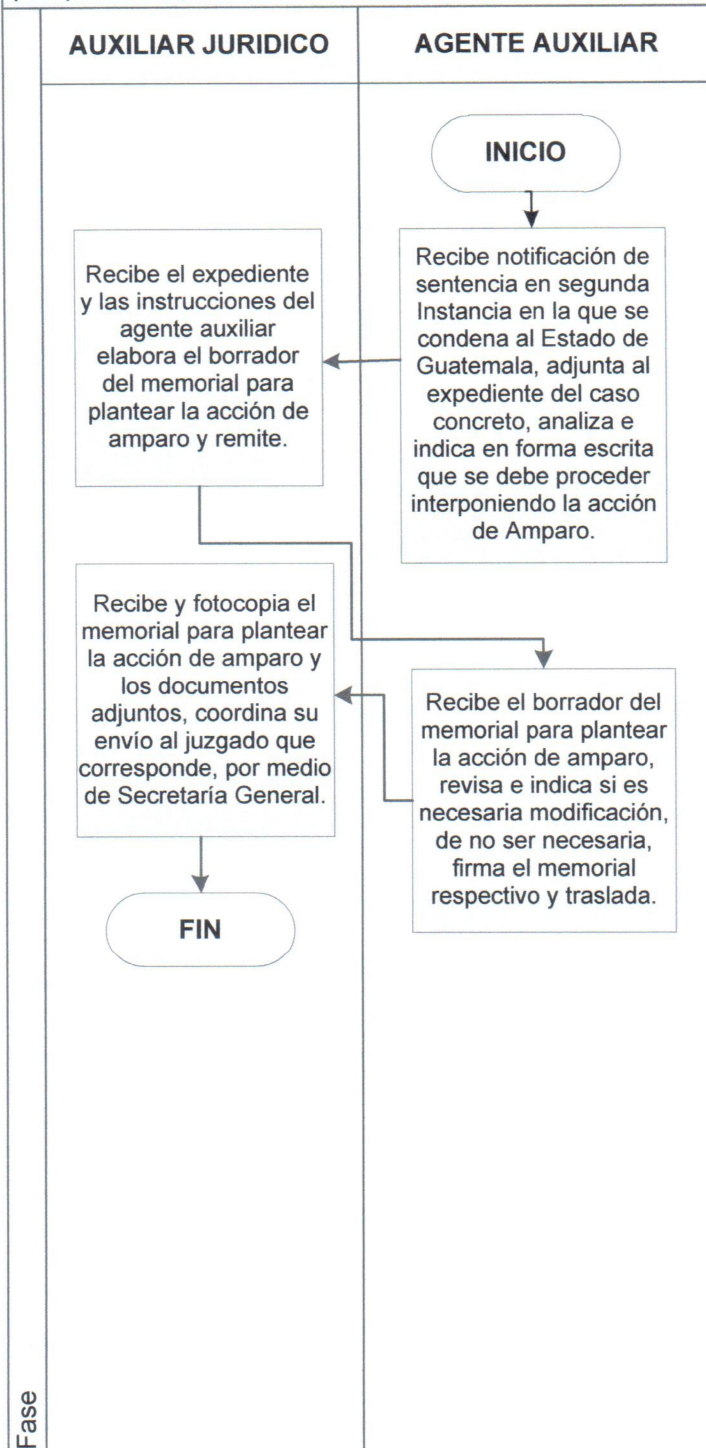 AUXILIAR JURIDICO
AGENTE AUXILIAR
INICIO
Recibe notificación de
sentencia en segunda
Instancia en la que se
condena al Estado de
Guatemala, adjunta al
expediente del caso
concreto, analiza e
indica en forma escrita
que se debe proceder
interponiendo la acción
de Amparo.
Recibe el expediente
y las instrucciones del
agente auxiliar
elabora el borrador
del memorial para
plantear la acción de
amparo y remite.
Recibe el borrador del
memorial para plantear
la acción de amparo,
revisa e indica si es
necesaria modificación,
de no ser necesaria,
firma el memorial
respectivo y traslada.
Recibe y fotocopia el
memorial para plantear
la acción de amparo y
los documentos
adjuntos, coordina su
envío al juzgado que
corresponde, por medio
de Secretaría General.
FIN
Fase